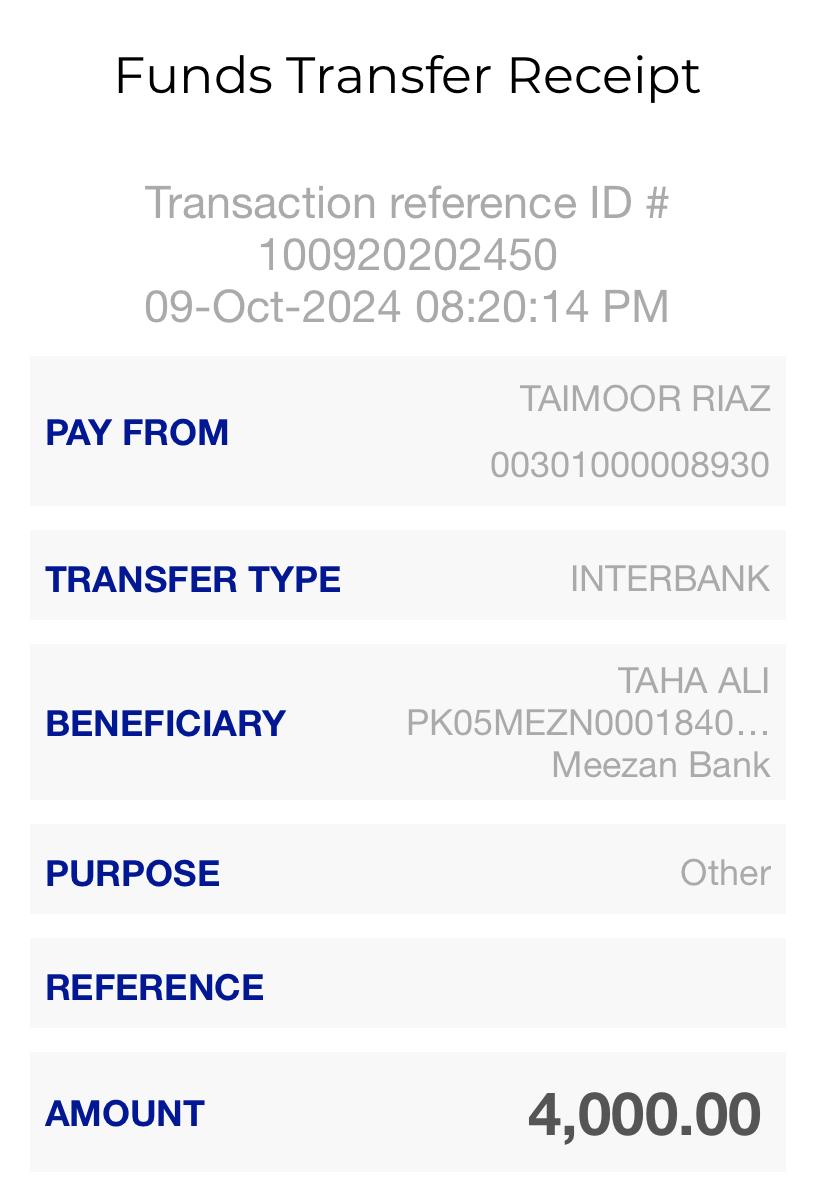 Funds Transfer Receipt
Transaction reference ID #
100920202450
09-Oct-2024 08:20:14 PM
PAY FROM
TAIMOOR RIAZ
00301000008930
TRANSFER TYPE
INTERBANK
BENEFICIARY
TAHA ALI
PK05MEZN0001840...
Meezan Bank
PURPOSE
Other
REFERENCE
AMOUNT
4,000.00